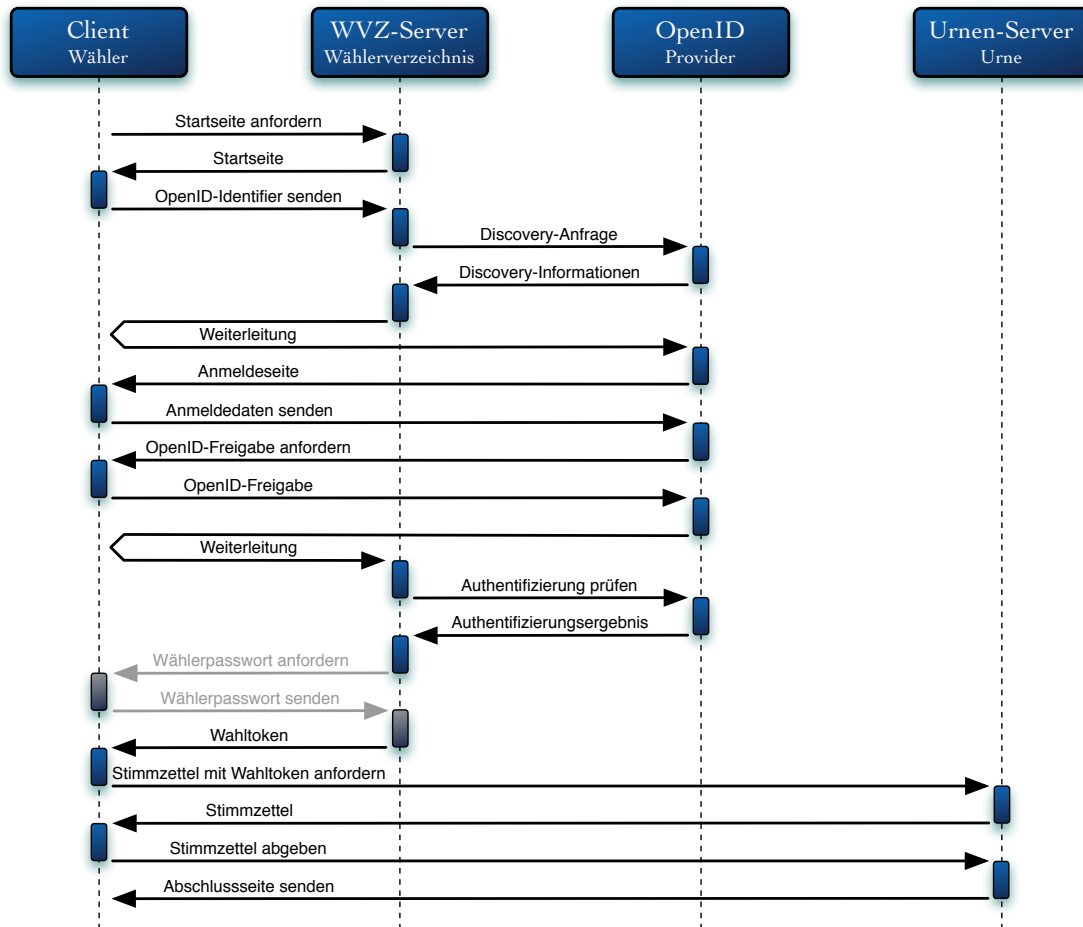 Client
Wähler
WVZ-Server
Wählerverzeichnis
OpenID
Provider
Urnen-Server
Urne
Startseite anfordern
Startseite
OpenID-Identifier senden
Discovery-Anfrage
Discovery-Informationen
Weiterleitung
Anmeldeseite
Anmeldedaten senden
OpenID-Freigabe anfordern
OpenID-Freigabe
Weiterleitung
Authentifizierung prüfen
Authentifizierungsergebnis
Wählerpasswort anfordern
Wählerpasswort senden
Wahltoken
Stimmzettel mit Wahltoken anfordern
Stimmzettel
Stimmzettel abgeben
Abschlussseite senden